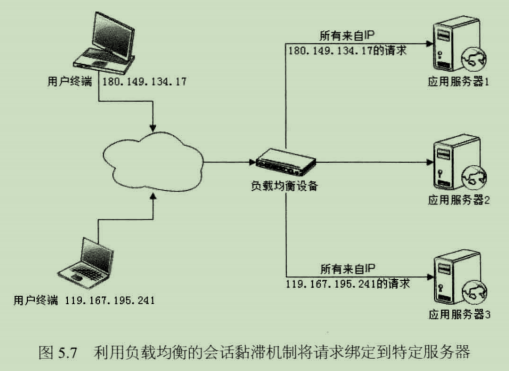 所有来自IP
180.149.134.17的请求
用户终端 180.149.134.17
应用服务器1
负载均衡设备
应用服务器2
所有来自IP
119.167.195.241的请求
用户终端 119.167.195.241
应用服务器3
图 5.7 利用负载均衡的会话黏滞机制将请求绑定到特定服务器